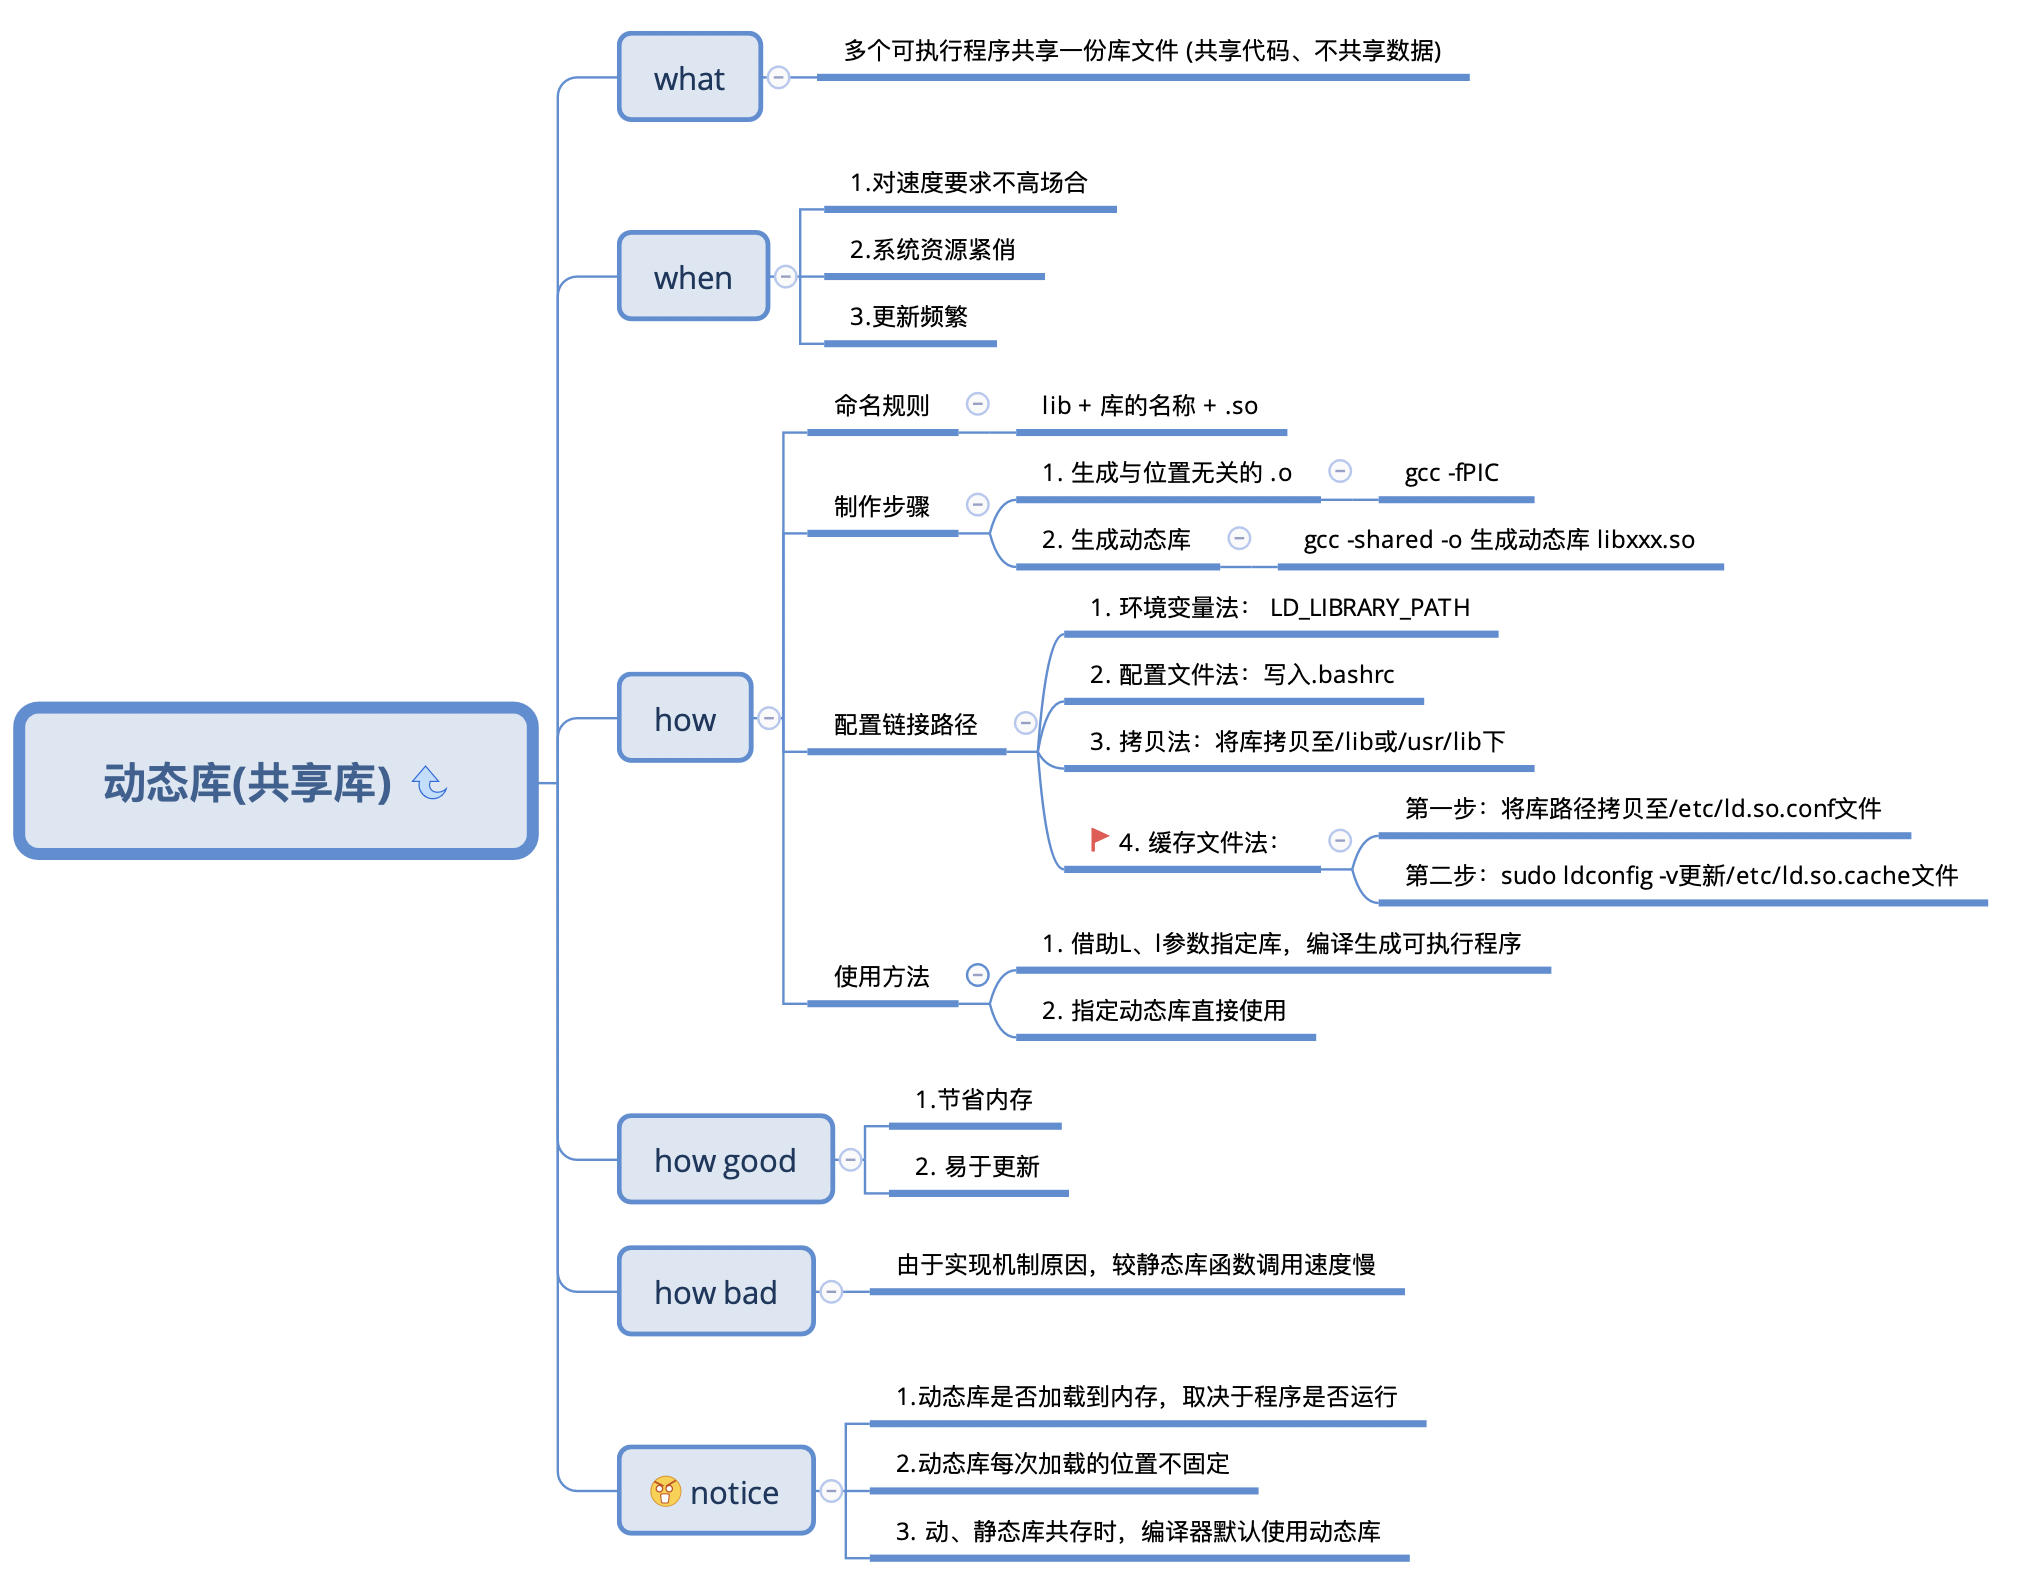 what
多个可执行程序共享一份库文件 (共享代码、不共享数据)
when
1.对速度要求不高场合
2.系统资源紧俏
3.更新频繁
动态库(共享库)
how
命名规则
lib + 库的名称 + .so
制作步骤
1. 生成与位置无关的 .o
gcc -fPIC
2. 生成动态库
gcc -shared -o 生成动态库 libxxx.so
配置链接路径
1. 环境变量法： LD_LIBRARY_PATH
2. 配置文件法：写入.bashrc
3. 拷贝法：将库拷贝至/lib或/usr/lib下
4. 缓存文件法：
第一步：将库路径拷贝至/etc/ld.so.conf文件
第二步：sudo ldconfig -v更新/etc/ld.so.cache文件
使用方法
1. 借助L、l参数指定库，编译生成可执行程序
2. 指定动态库直接使用
how good
1.节省内存
2. 易于更新
how bad
由于实现机制原因，较静态库函数调用速度慢
notice
1.动态库是否加载到内存，取决于程序是否运行
2.动态库每次加载的位置不固定
3. 动、静态库共存时，编译器默认使用动态库